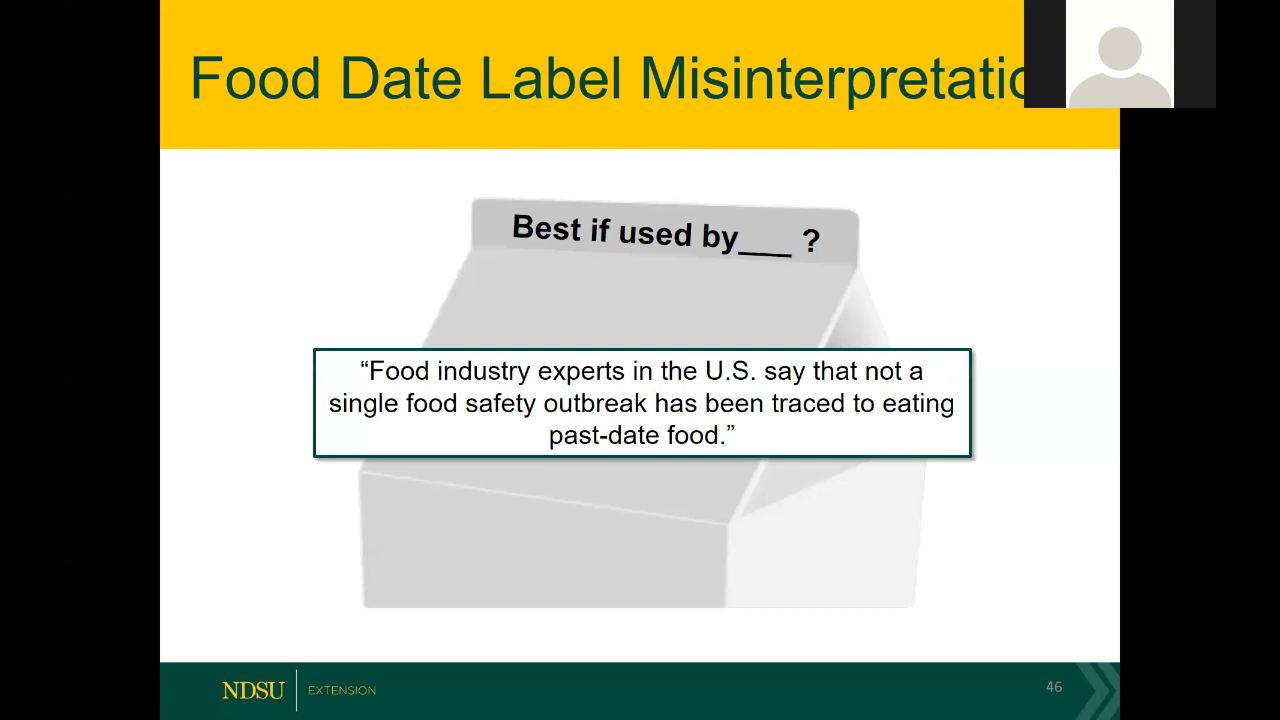 Food Date Label Misinterpretatio
Best if used by___ ?
“Food industry experts in the U.S. say that not a
single food safety outbreak has been traced to eating
past-date food.”
NDSU
EXTENSION
46